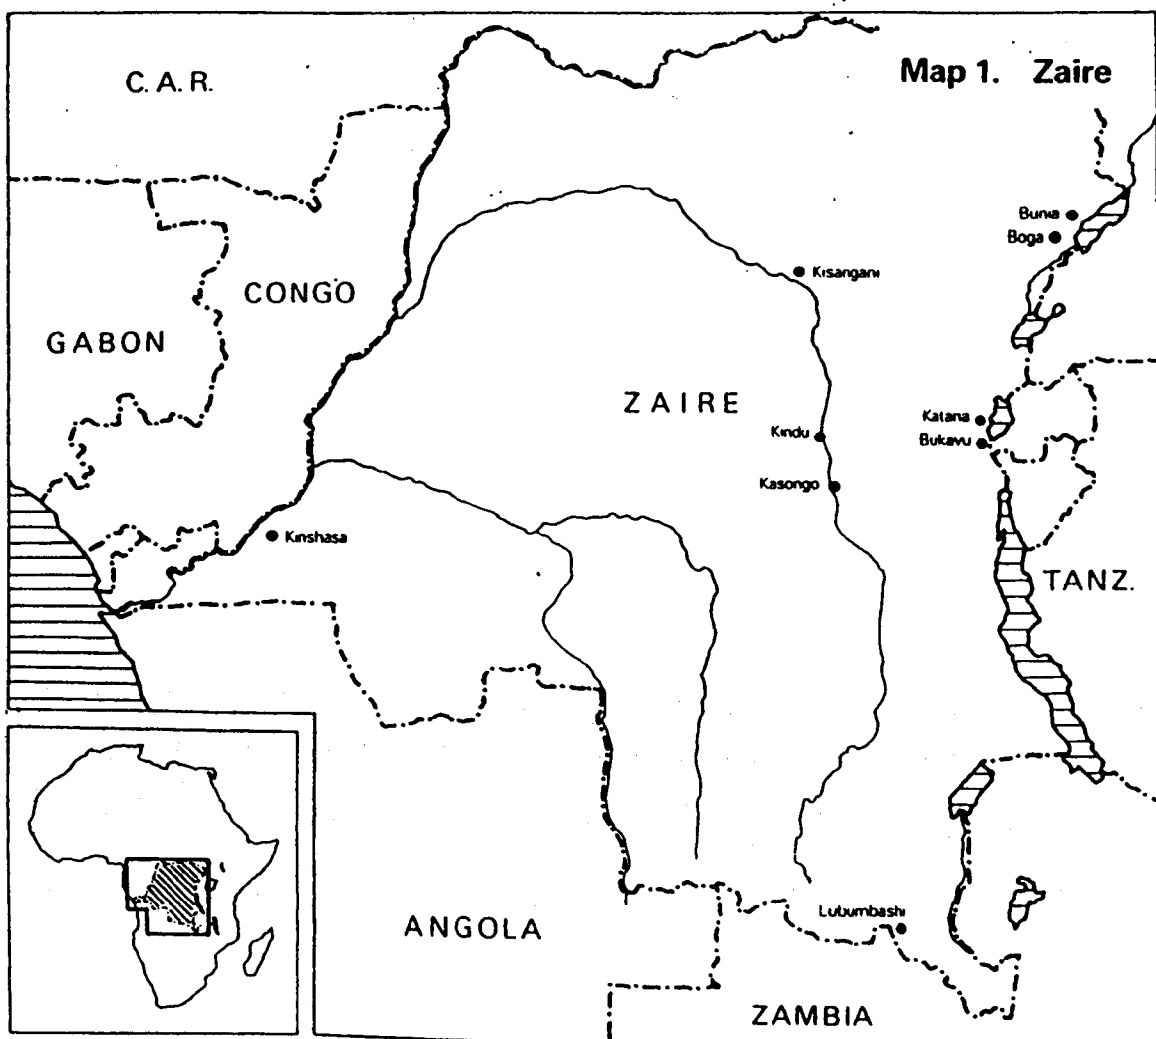 Map 1. Zaire
C.A.R.
Bunia
Boga
Kisangani
CONGO
GABON
ZAIRE
Katana
Kindu
Bukavu
Kasongo
Kinshasa
TANZ.
Lubumbashi
ANGOLA
ZAMBIA